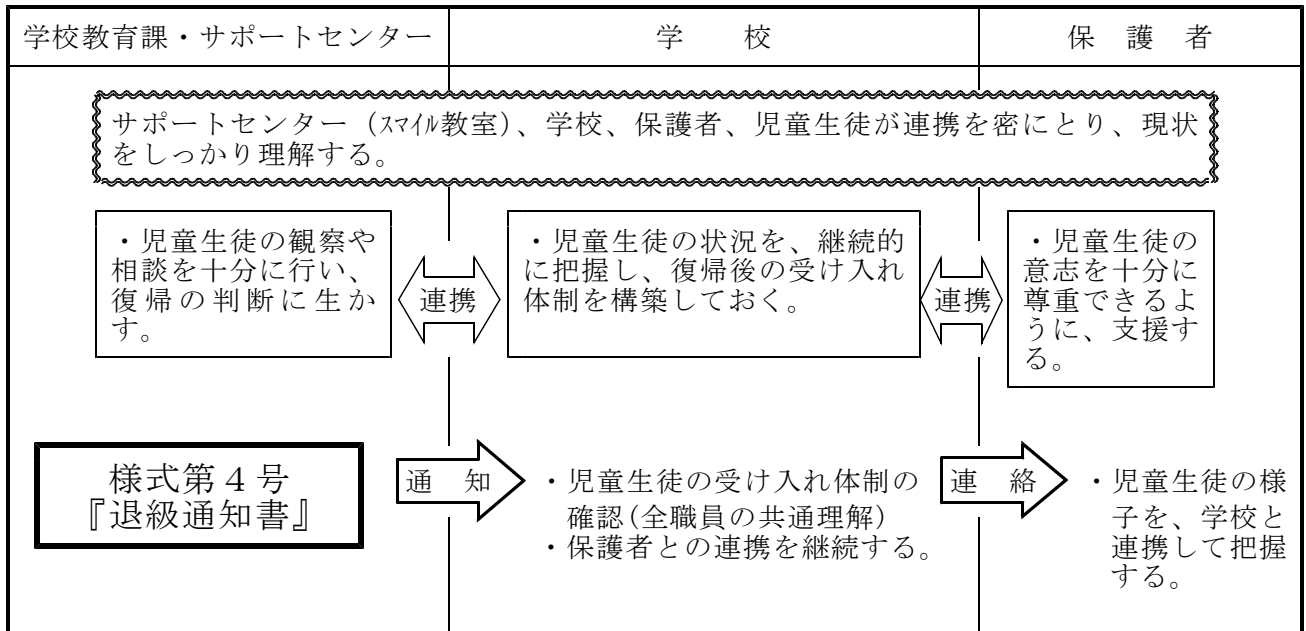 学校教育課・サポートセンター
学　校
保　護　者
サポートセンター（スマイル教室）、学校、保護者、児童生徒が連携を密にとり、現状
をしっかり理解する。
・児童生徒の観察や
相談を十分に行い、
復帰の判断に生か
す。
連携
・児童生徒の状況を、継続的
に把握し、復帰後の受け入れ
体制を構築しておく。
連携
・児童生徒の
意志を十分に
尊重できるよ
うに、支援す
る。
様式第４号
『退級通知書』
通　知
・児童生徒の受け入れ体制の
確認(全職員の共通理解)
・保護者との連携を継続する。
連　絡
・児童生徒の様
子を、学校と
連携して把握
する。